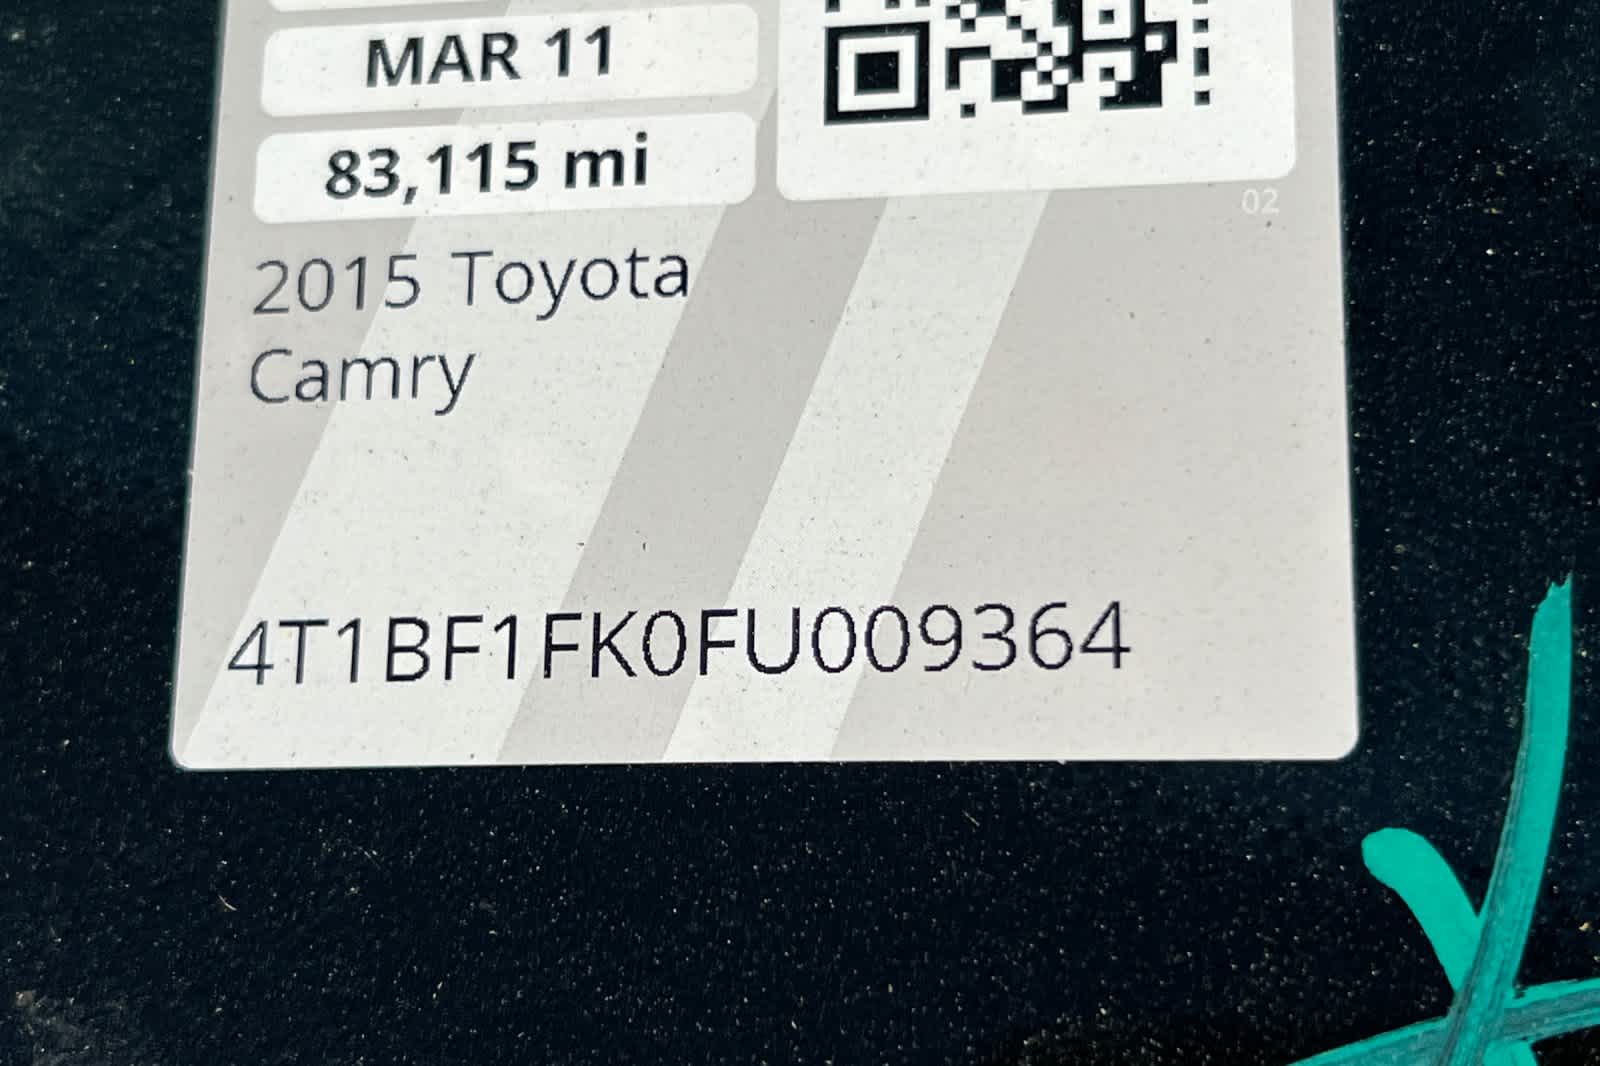 MAR 11
83,115 mi
02
2015 Toyota
Camry
4T1BF1FK0FU009364